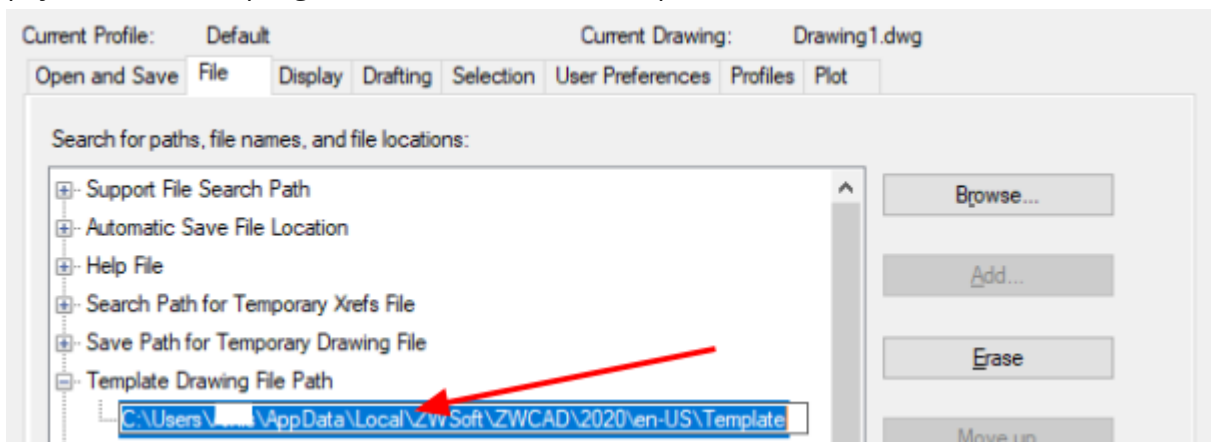 Current Profile: Default Current Drawing: Drawing1.dwg
Open and Save File Display Drafting Selection User Preferences Profiles Plot
Search for paths, file names, and file locations:
Support File Search Path
Browse...
Automatic Save File Location
Help File
Add...
Search Path for Temporary Xrefs File
Save Path for Temporary Drawing File
Erase
Template Drawing File Path
C:\Users\ \AppData\Local\ZWSoft\ZWCAD\2020\en-US\Template
Move up